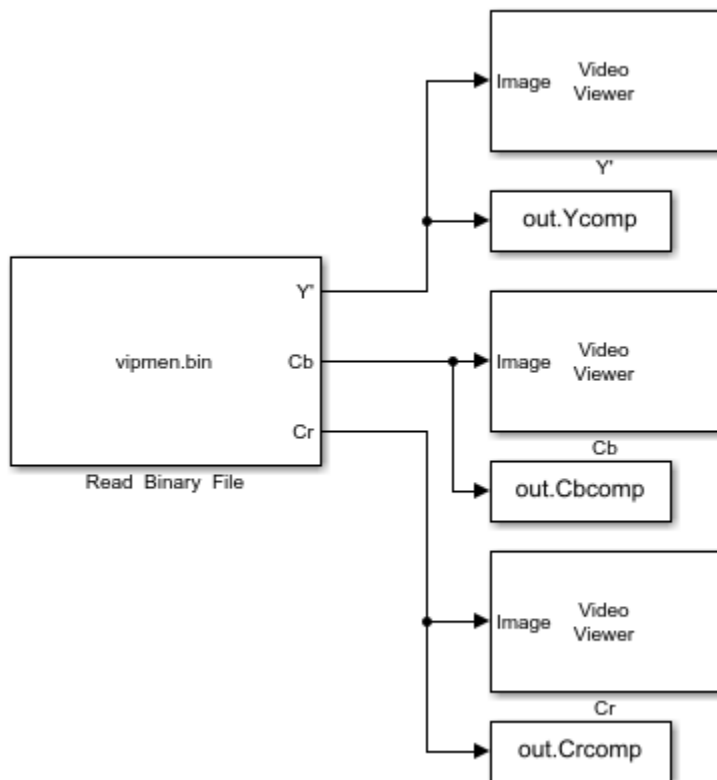 Image
Video
Viewer
Y'
out.Ycomp
vipmen.bin
Y'
Cb
Cr
Read Binary File
Image
Video
Viewer
Cb
out.Cbcomp
Image
Video
Viewer
Cr
out.Crcomp